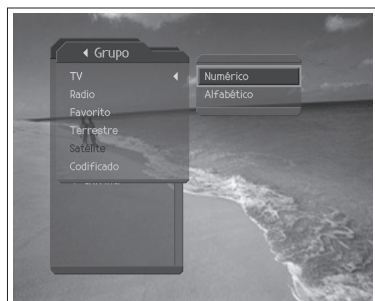 Grupo
TV
Radio
Favorito
Terrestre
Satélite
Codificado
Numérico
Alfabético